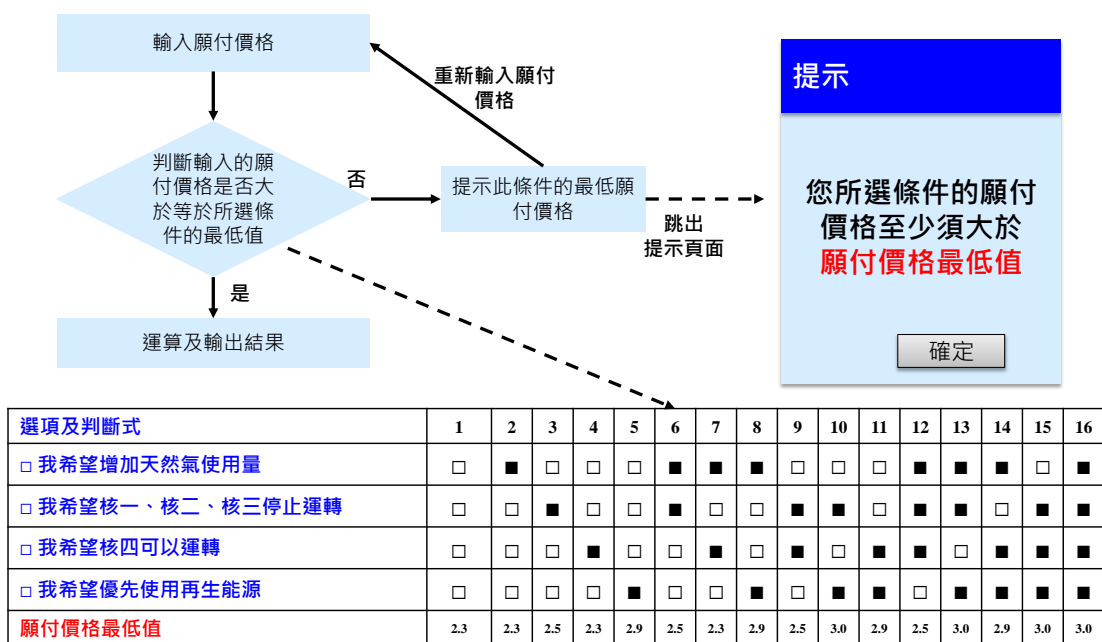 輸入願付價格
重新輸入願付
價格
判斷輸入的願
付價格是否大
於等於所選條
件的最低值
否
提示此條件的最低願
付價格
跳出
提示頁面
是
運算及輸出結果
提示
您所選條件的願付
價格至少須大於
願付價格最低值
確定
選項及判斷式 1 2 3 4 5 6 7 8 9 10 11 12 13 14 15 16
□ 我希望增加天然氣使用量 □ ■ □ □ □ ■ ■ ■ □ □ □ ■ ■ ■ □ ■
□ 我希望核一、核二、核三停止運轉 □ □ ■ □ □ ■ □ □ ■ ■ □ ■ ■ □ ■ ■
□ 我希望核四可以運轉 □ □ □ ■ □ □ ■ □ ■ □ ■ ■ □ ■ ■ ■
□ 我希望優先使用再生能源 □ □ □ □ ■ □ □ ■ □ ■ ■ □ ■ ■ ■ ■
願付價格最低值 2.3 2.3 2.5 2.3 2.9 2.5 2.3 2.9 2.5 3.0 2.9 2.5 3.0 2.9 3.0 3.0